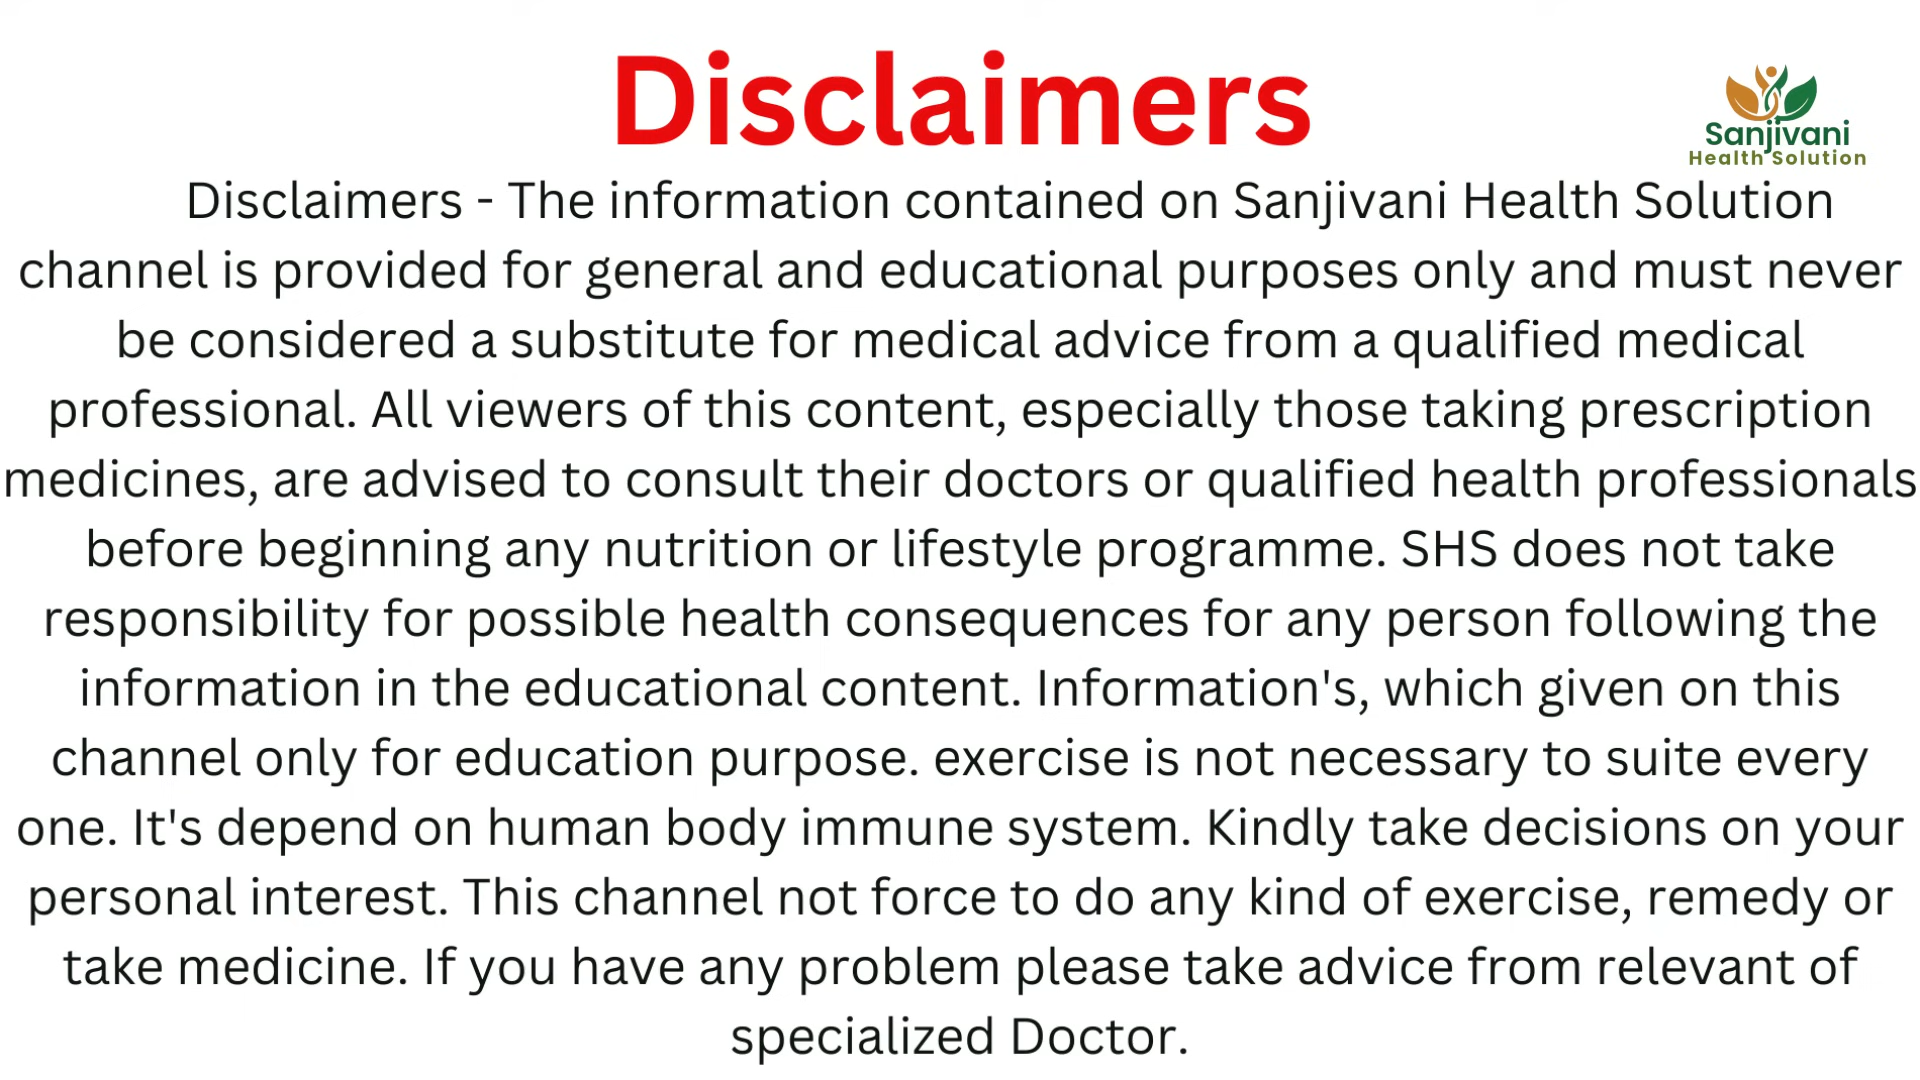 Disclaimers
Sanjivani
Health Solution
Disclaimers - The information contained on Sanjivani Health Solution
channel is provided for general and educational purposes only and must never
be considered a substitute for medical advice from a qualified medical
professional. All viewers of this content, especially those taking prescription
medicines, are advised to consult their doctors or qualified health professionals
before beginning any nutrition or lifestyle programme. SHS does not take
responsibility for possible health consequences for any person following the
information in the educational content. Information's, which given on this
channel only for education purpose. exercise is not necessary to suite every
one. It's depend on human body immune system. Kindly take decisions on your
personal interest. This channel not force to do any kind of exercise, remedy or
take medicine. If you have any problem please take advice from relevant of
specialized Doctor.